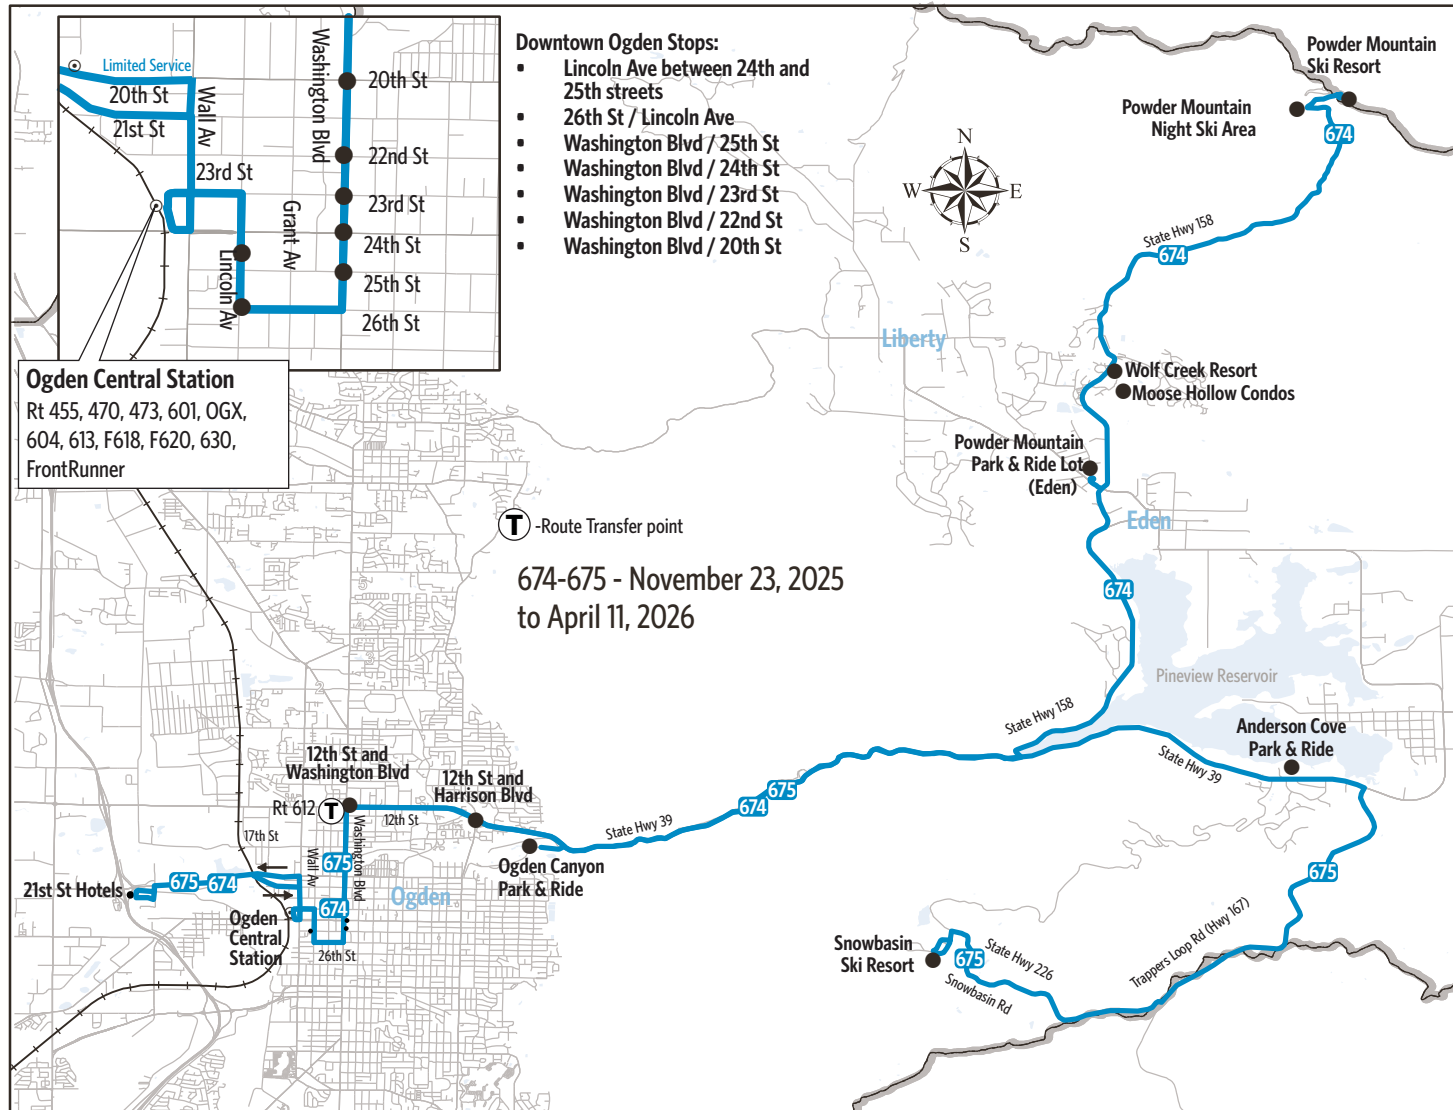 Limited Service
20th St
21st St
Wall Av
23rd St
Lincoln Av
Grant Av
Washington Blvd
20th St
22nd St
23rd St
24th St
25th St
26th St
Ogden Central Station
Rt 455, 470, 473, 601, OGX,
604, 613, F618, F620, 630,
FrontRunner
Downtown Ogden Stops:
• Lincoln Ave between 24th and
25th streets
• 26th St / Lincoln Ave
• Washington Blvd / 25th St
• Washington Blvd / 24th St
• Washington Blvd / 23rd St
• Washington Blvd / 22nd St
• Washington Blvd / 20th St
N
W
E
S
Powder Mountain
Ski Resort
Powder Mountain
Night Ski Area
674
State Hwy 158
674
Liberty
Wolf Creek Resort
Moose Hollow Condos
Powder Mountain
Park & Ride Lot
(Eden)
Eden
T -Route Transfer point
674-675 - November 23, 2025
to April 11, 2026
674
Pineview Reservoir
State Hwy 158
Anderson Cove
Park & Ride
State Hwy 39
12th St and
Washington Blvd
12th St and
Harrison Blvd
Rt 612 T
12th St
17th St
State Hwy 39
674
675
Ogden Canyon
Park & Ride
Wall Av
Washington Blvd
675
21st St Hotels
675
674
674
Ogden
Ogden
Central
Station
26th St
675
Trappers Loop Rd (Hwy 167)
Snowbasin
Ski Resort
State Hwy 226
675
Snowbasin Rd